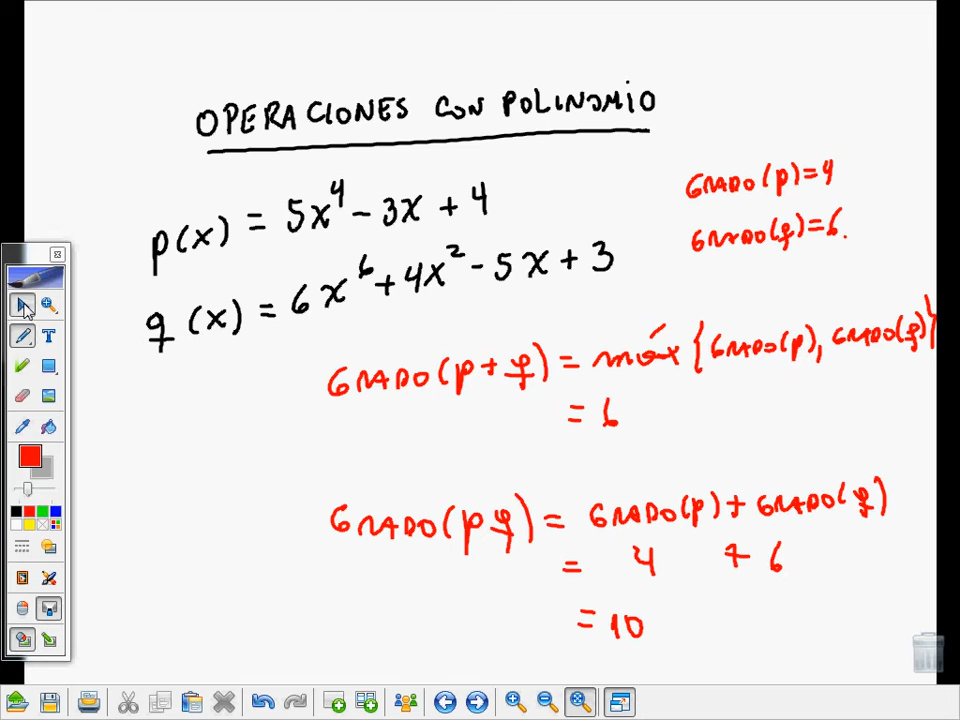 OPERACIONES CON POLINOMIO
p(x) = 5x⁴ - 3x + 4
q(x) = 6x⁶ + 4x² - 5x + 3
GRADO(p) = 4
GRADO(q) = 6.
GRADO(p + q) = máx {GRADO(p), GRADO(q)}
= 6
GRADO(pq) = GRADO(p) + GRADO(q)
= 4 + 6
= 10
T